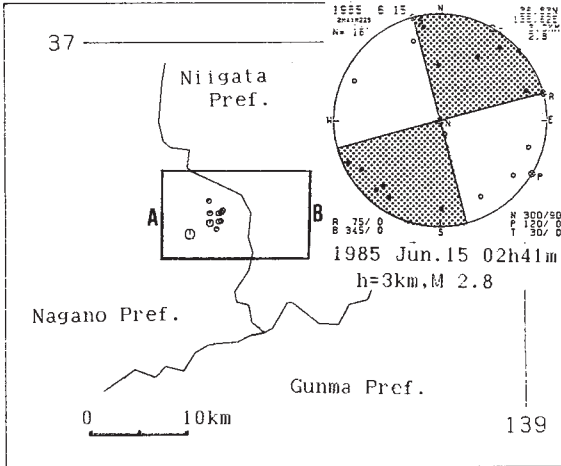 1985 6 15
N= 16
N
37
Niigata
Pref.
R
W
N
E
P
A
B
R 75/ 0
B 345/ 0
S
N 300/90
P 120/ 0
T 30/ 0
1985 Jun.15 02h41m
h=3km,M 2.8
Nagano Pref.
Gunma Pref.
0 10km
139